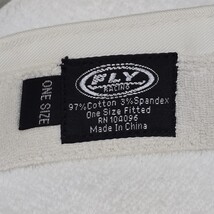 FLY
RACING
97% Cotton 3% Spandex
One Size Fitted
RN 104096
Made In China
ONE SIZE